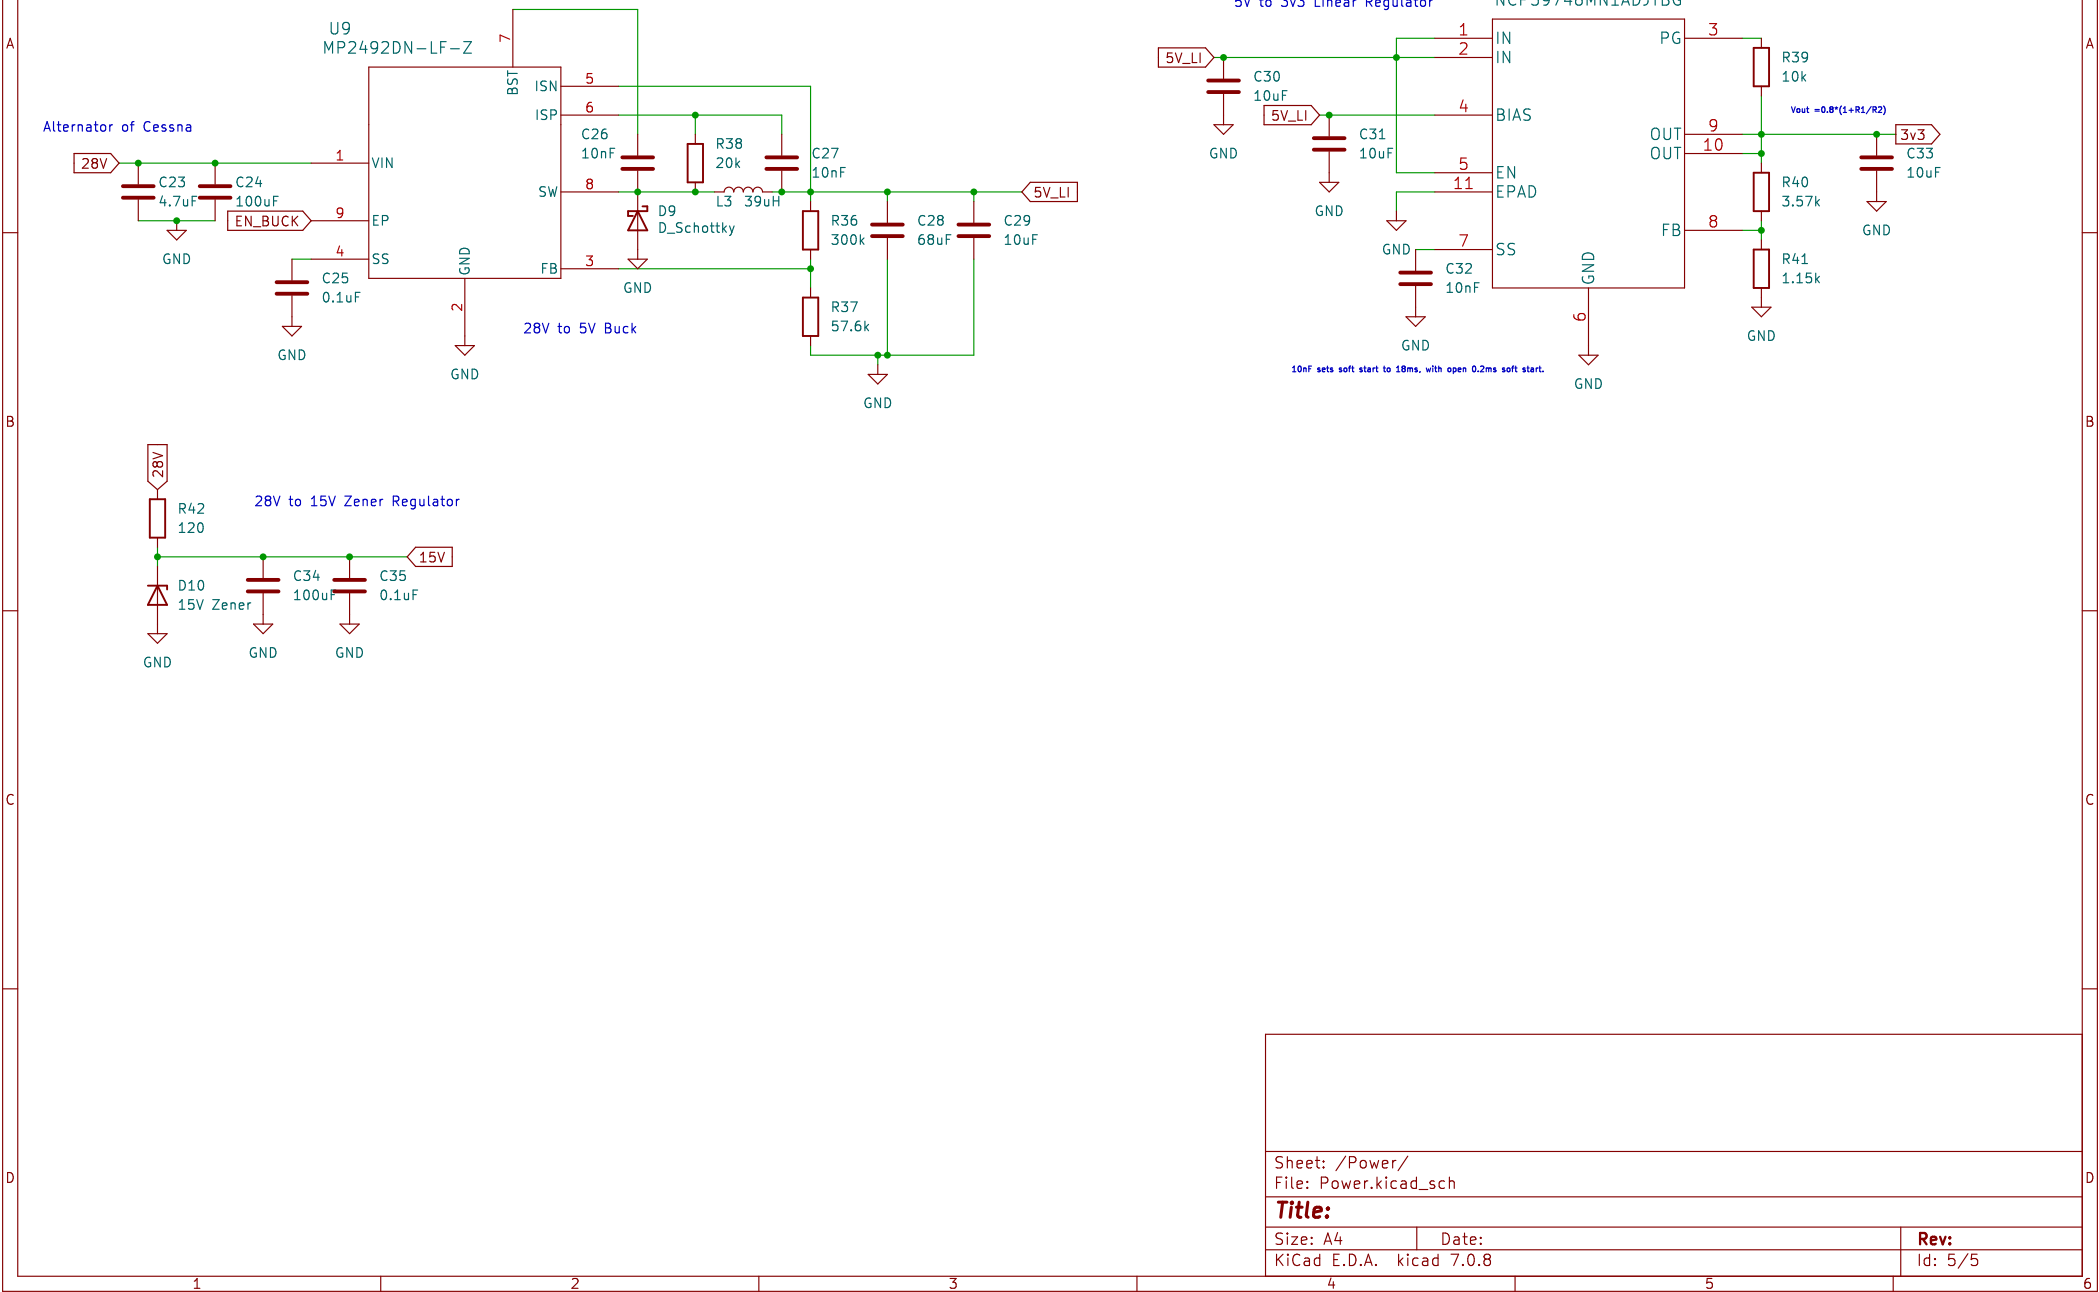 5V to 3v3 Linear Regulator
NCP59748MN1ADJTBG
U9
MP2492DN-LF-Z
7
BST
ISN
5
ISP
6
Alternator of Cessna
28V
1
VIN
C23
4.7uF
C24
100uF
GND
EN_BUCK
9
EP
4
SS
C25
0.1uF
GND
GND
2
GND
C26
10nF
R38
20k
C27
10nF
SW
8
L3 39uH
D9
D_Schottky
GND
FB
3
R36
300k
R37
57.6k
C28
68uF
C29
10uF
5V_LI
GND
28V to 5V Buck
5V_LI
C30
10uF
GND
5V_LI
C31
10uF
GND
1
IN
2
IN
4
BIAS
5
EN
11
EPAD
GND
7
SS
C32
10nF
GND
GND
6
GND
PG
3
R39
10k
Vout =0.8*(1+R1/R2)
OUT
9
OUT
10
3v3
C33
10uF
GND
R40
3.57k
FB
8
R41
1.15k
GND
10nF sets soft start to 18ms, with open 0.2ms soft start.
28V
R42
120
28V to 15V Zener Regulator
15V
D10
15V Zener
GND
C34
100uF
GND
C35
0.1uF
GND
A
A
B
B
C
C
D
D
Sheet: /Power/
File: Power.kicad_sch
Title:
Size: A4
Date:
Rev:
KiCad E.D.A. kicad 7.0.8
Id: 5/5
1
2
3
4
5
6